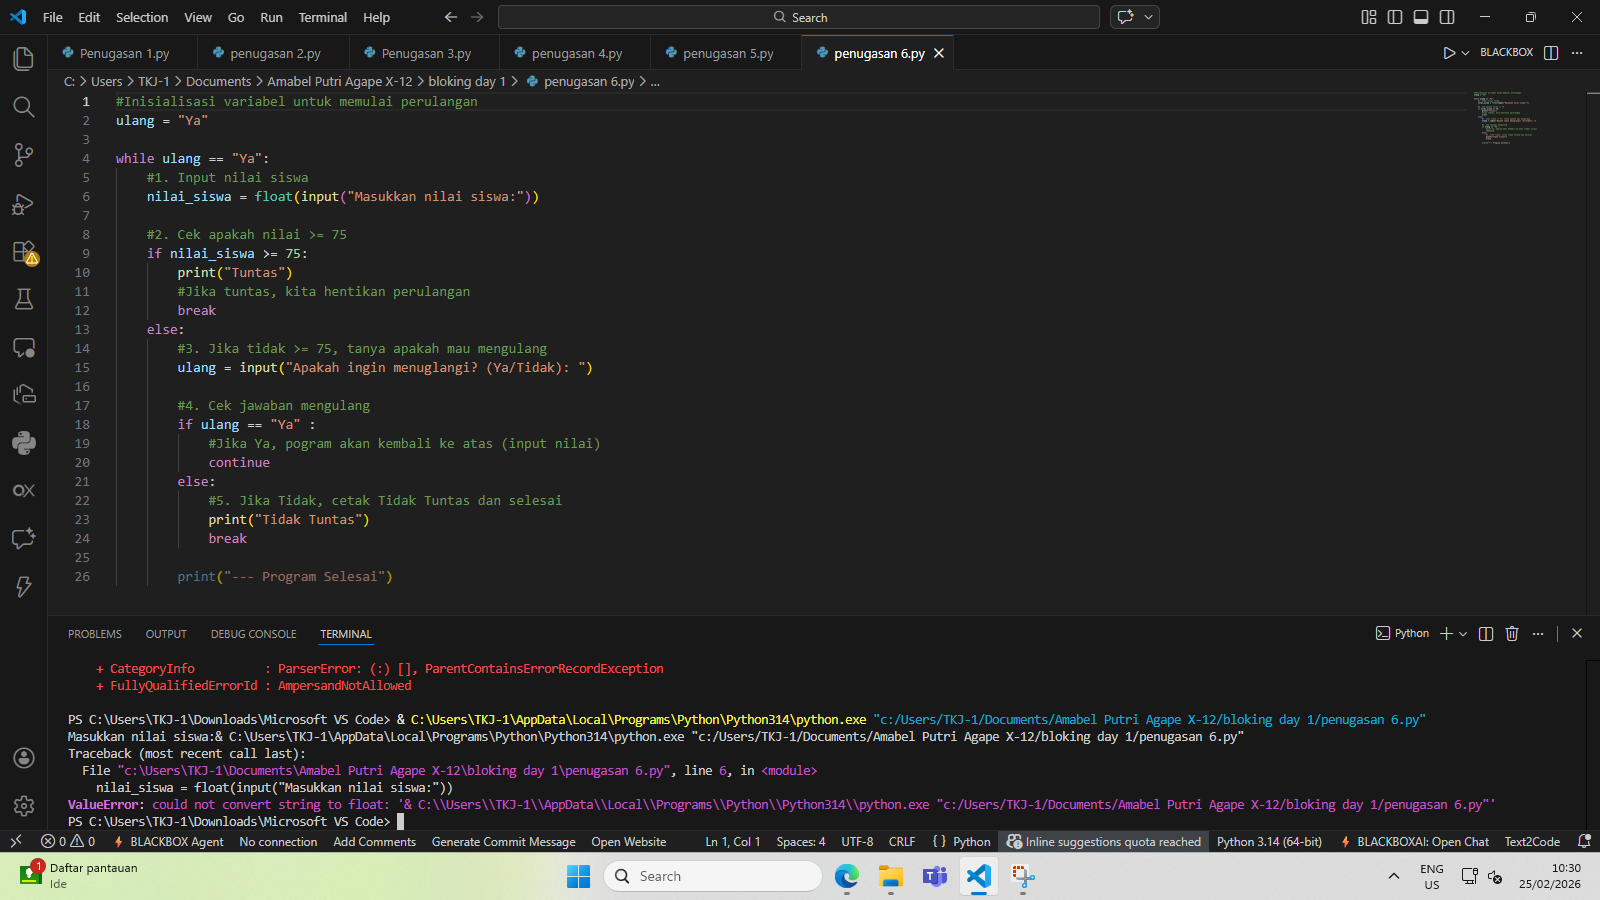 File Edit Selection View Go Run Terminal Help
Search
Penugasan 1.py
penugasan 2.py
Penugasan 3.py
penugasan 4.py
penugasan 5.py
penugasan 6.py
BLACKBOX
C: > Users > TKJ-1 > Documents > Amabel Putri Agape X-12 > bloking day 1 > penugasan 6.py > ...
1 #Inisialisasi variabel untuk memulai perulangan
2 ulang = "Ya"
3
4 while ulang == "Ya":
5     #1. Input nilai siswa
6     nilai_siswa = float(input("Masukkan nilai siswa:"))
7
8     #2. Cek apakah nilai >= 75
9     if nilai_siswa >= 75:
10         print("Tuntas")
11         #Jika tuntas, kita hentikan perulangan
12         break
13     else:
14         #3. Jika tidak >= 75, tanya apakah mau mengulang
15         ulang = input("Apakah ingin menuglangi? (Ya/Tidak): ")
16
17         #4. Cek jawaban mengulang
18         if ulang == "Ya" :
19             #Jika Ya, pogram akan kembali ke atas (input nilai)
20             continue
21         else:
22             #5. Jika Tidak, cetak Tidak Tuntas dan selesai
23             print("Tidak Tuntas")
24             break
25
26         print("--- Program Selesai")
PROBLEMS OUTPUT DEBUG CONSOLE TERMINAL
Python
+ CategoryInfo          : ParserError: (:) [], ParentContainsErrorRecordException
+ FullyQualifiedErrorId : AmpersandNotAllowed
PS C:\Users\TKJ-1\Downloads\Microsoft VS Code> & C:\Users\TKJ-1\AppData\Local\Programs\Python\Python314\python.exe "c:/Users/TKJ-1/Documents/Amabel Putri Agape X-12/bloking day 1/penugasan 6.py"
Masukkan nilai siswa:& C:\Users\TKJ-1\AppData\Local\Programs\Python\Python314\python.exe "c:/Users/TKJ-1/Documents/Amabel Putri Agape X-12/bloking day 1/penugasan 6.py"
Traceback (most recent call last):
File "c:\Users\TKJ-1\Documents\Amabel Putri Agape X-12\bloking day 1\penugasan 6.py", line 6, in <module>
nilai_siswa = float(input("Masukkan nilai siswa:"))
ValueError: could not convert string to float: '& C:\\Users\\TKJ-1\\AppData\\Local\\Programs\\Python\\Python314\\python.exe "c:/Users/TKJ-1/Documents/Amabel Putri Agape X-12/bloking day 1/penugasan 6.py"'
PS C:\Users\TKJ-1\Downloads\Microsoft VS Code>
0 0 BLACKBOX Agent No connection Add Comments Generate Commit Message Open Website Ln 1, Col 1 Spaces: 4 UTF-8 CRLF {} Python Inline suggestions quota reached Python 3.14 (64-bit) BLACKBOXAI: Open Chat Text2Code
1
Daftar pantauan
Ide
Search
ENG
US
10:30
25/02/2026